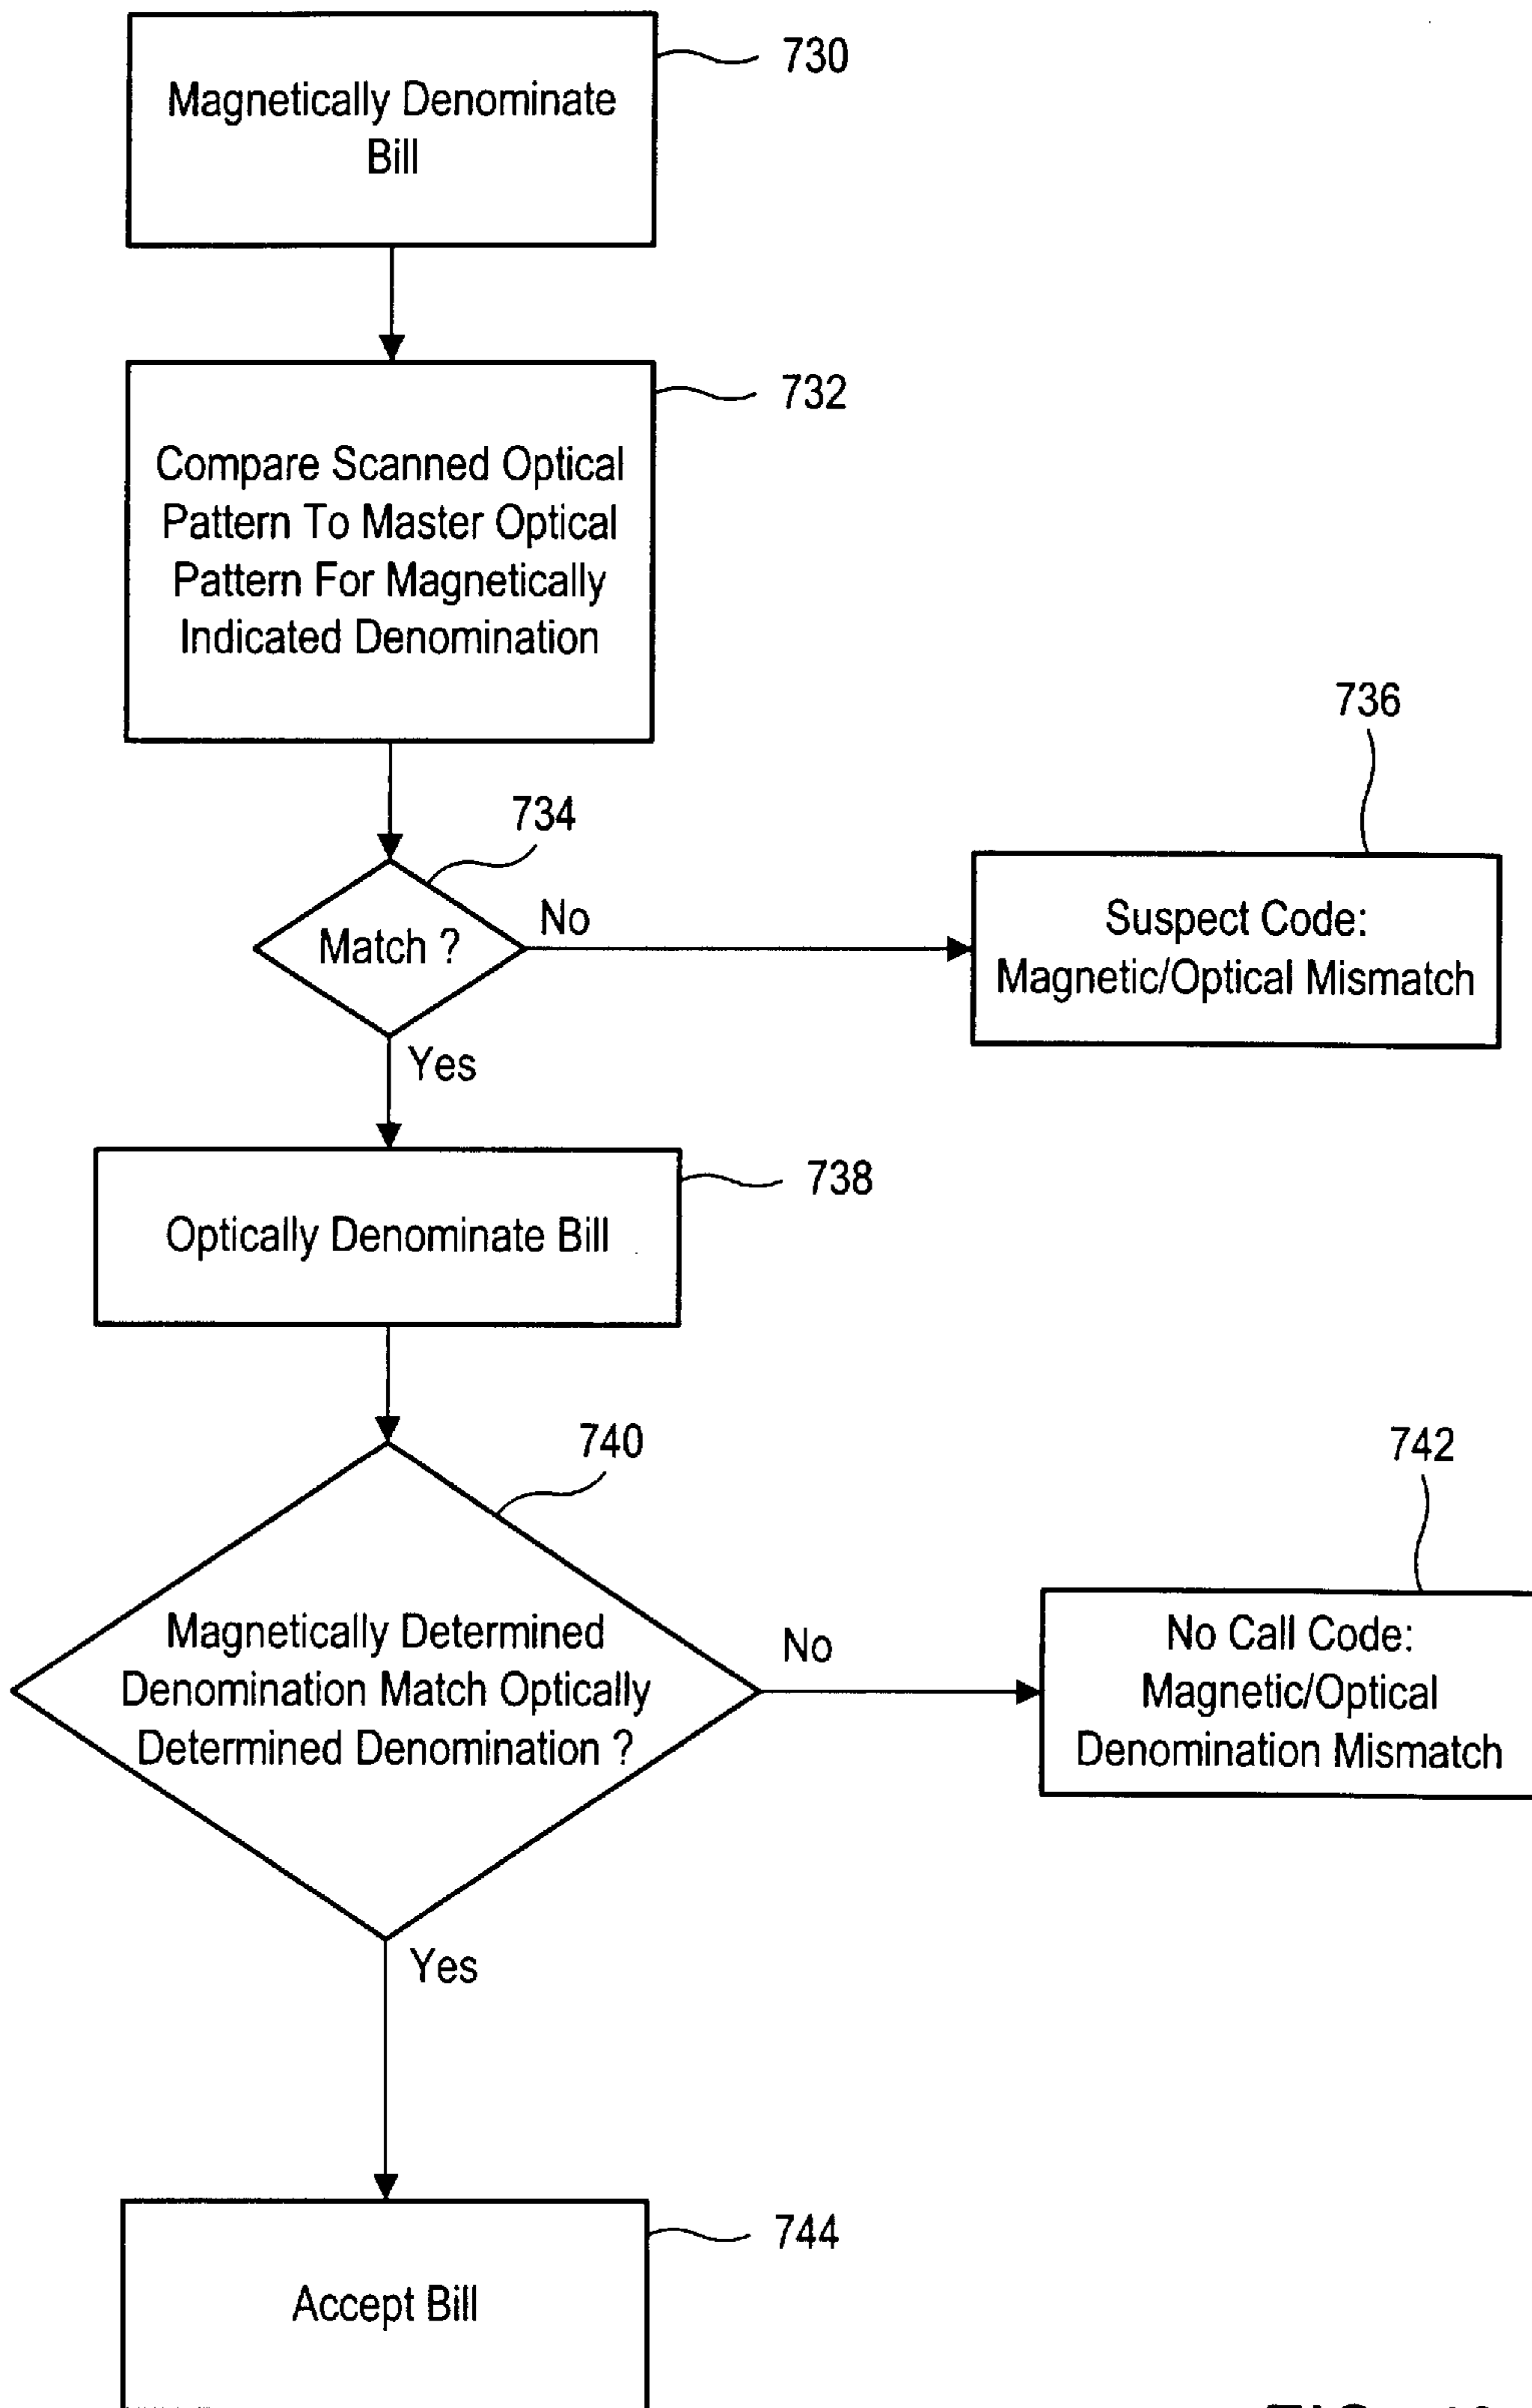 730
Magnetically Denominate
Bill
732
Compare Scanned Optical
Pattern To Master Optical
Pattern For Magnetically
Indicated Denomination
736
734
Match ?
No
Suspect Code:
Magnetic/Optical Mismatch
Yes
738
Optically Denominate Bill
740
742
Magnetically Determined
Denomination Match Optically
Determined Denomination ?
No
No Call Code:
Magnetic/Optical
Denomination Mismatch
Yes
744
Accept Bill